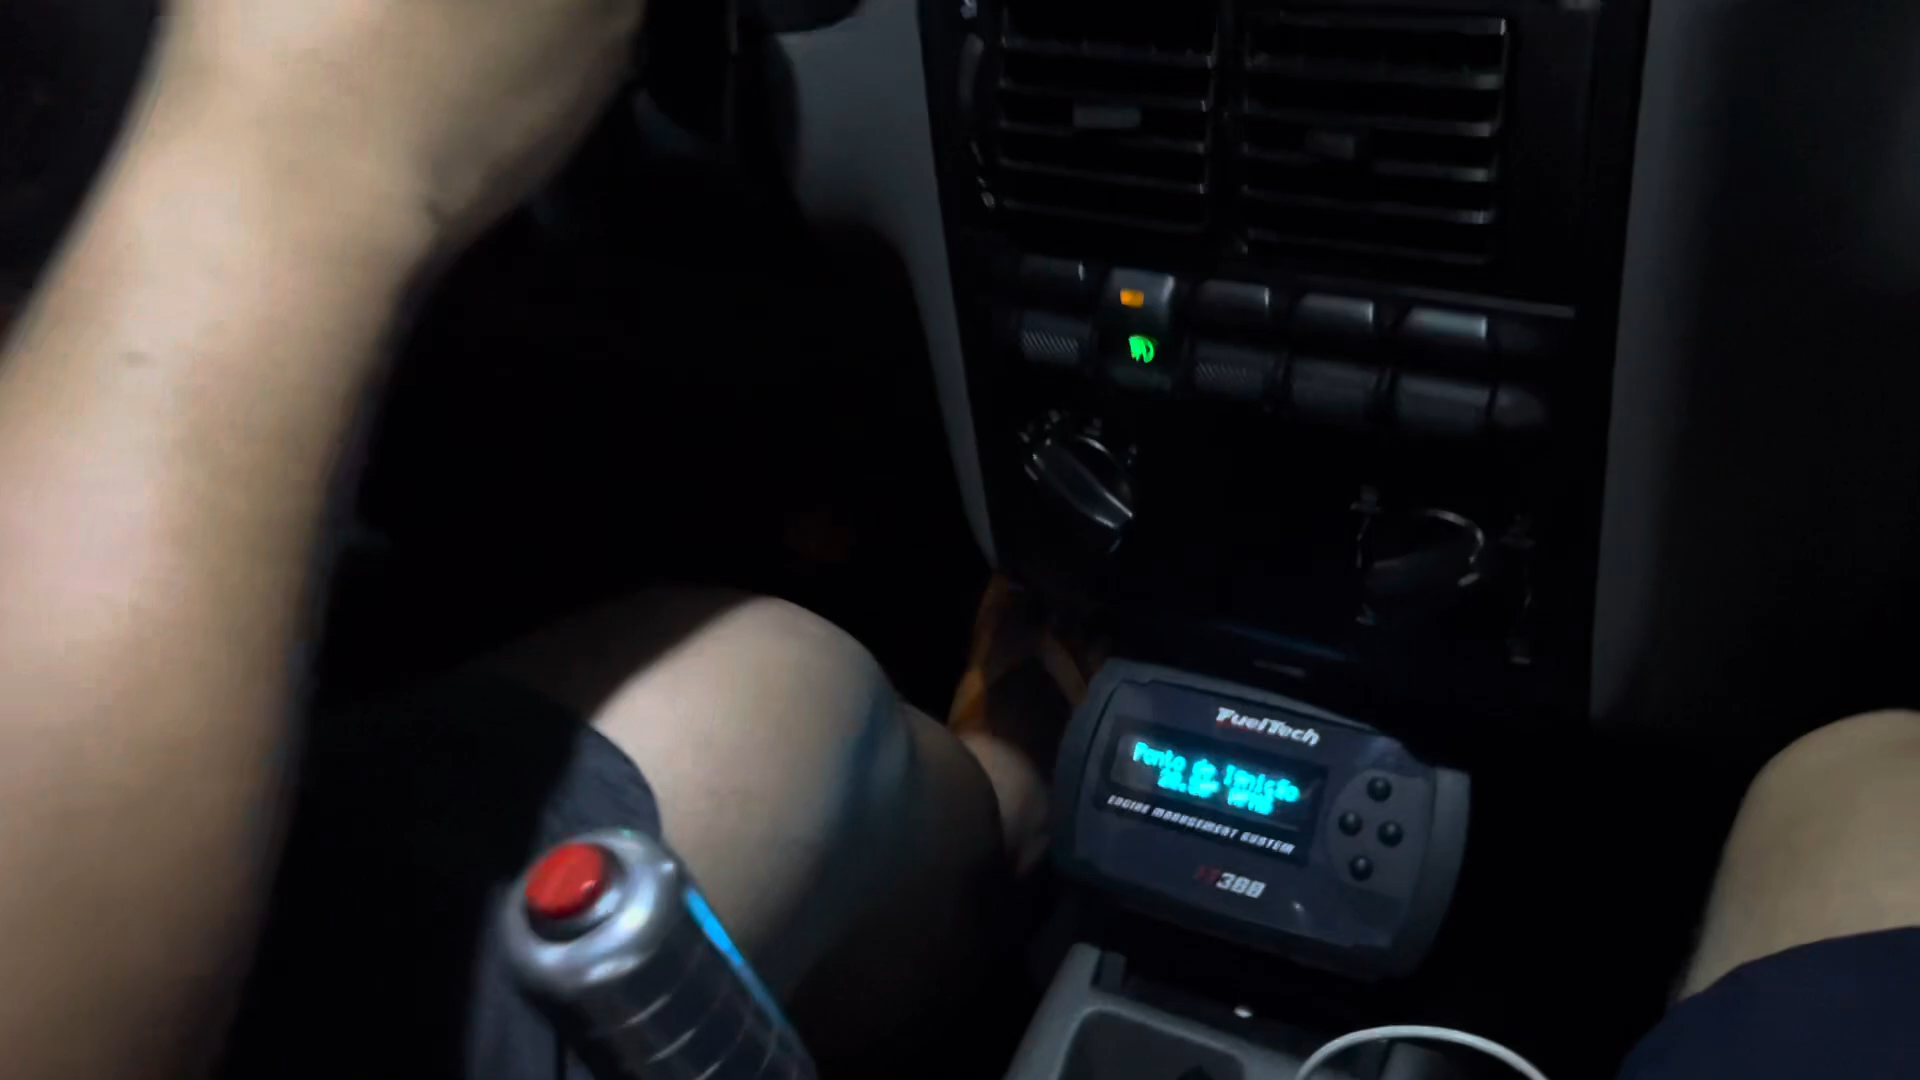 FuelTech
Ponto de Ignição
ENGINE MANAGEMENT SYSTEM
FT300